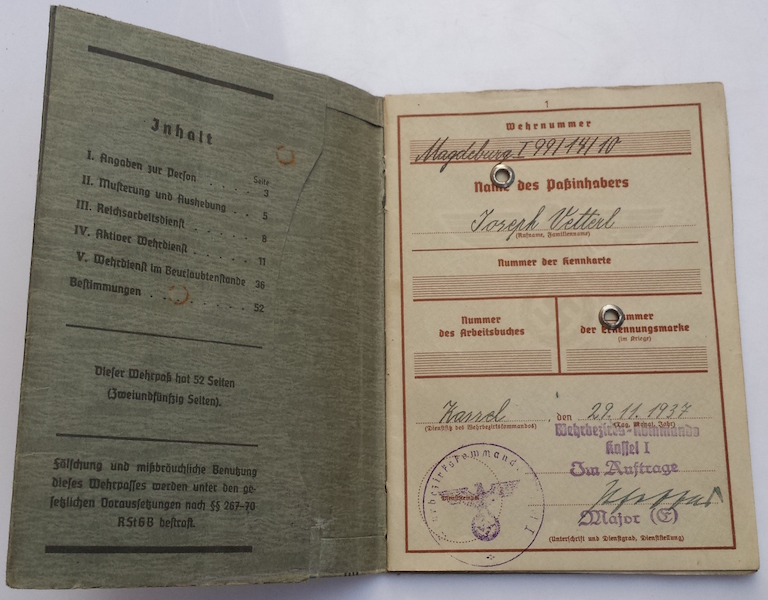 Inhalt
Seite
I. Angaben zur Person . . . . 3
II. Musterung und Aushebung . . 5
III. Reichsarbeitsdienst . . . . 8
IV. Aktiver Wehrdienst . . . . 11
V. Wehrdienst im Beurlaubtenstande 36
Bestimmungen . . . . . . . 52
Dieser Wehrpaß hat 52 Seiten
(Zweiundfünfzig Seiten).
Fälschung und mißbräuchliche Benutzung
dieses Wehrpasses werden unter den ge-
setzlichen Voraussetzungen nach §§ 267-70
RStGB bestraft.
1
Wehrnummer
Magdeburg I 99/14/10
Name des Paßinhabers
Joseph Vetterl
(Rufname, Familienname)
Nummer der Kennkarte
Nummer
des Arbeitsbuches
Nummer
der Erkennungsmarke
(im Kriege)
Kassel, den 29.11.1937
(Dienstsitz des Wehrbezirkskommandos) (Tag, Monat, Jahr)
Wehrbezirks-Kommando
Kassel I
Im Auftrage
Major (E)
(Unterschrift und Dienstgrad, Dienststellung)